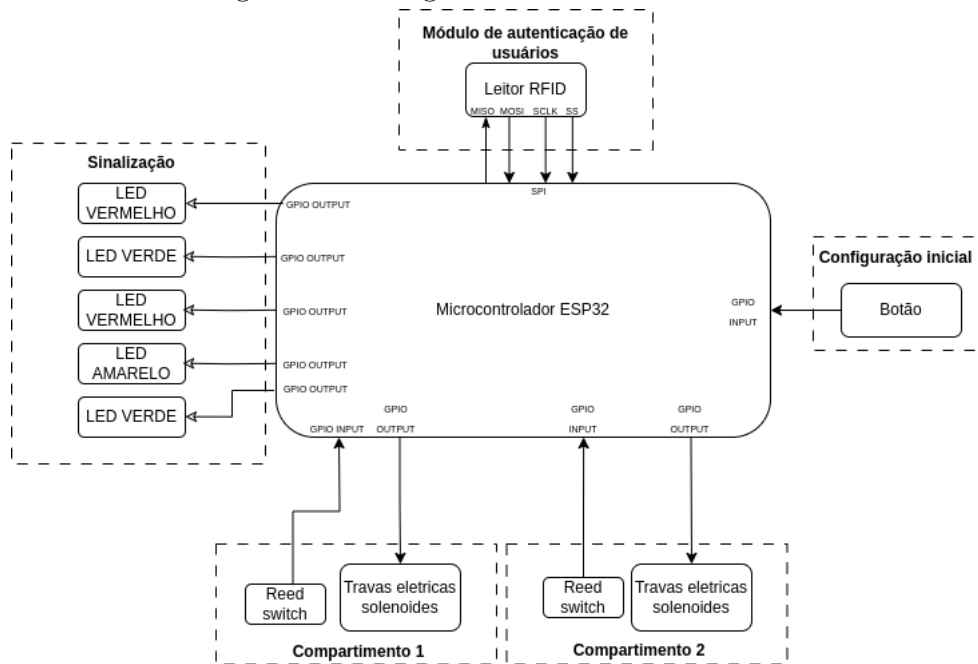 Módulo de autenticação de
usuários
Leitor RFID
MISO MOSI SCLK SS
SPI
Sinalização
LED
VERMELHO
LED VERDE
LED
VERMELHO
LED
AMARELO
LED VERDE
GPIO OUTPUT
GPIO OUTPUT
GPIO OUTPUT
GPIO OUTPUT
GPIO OUTPUT
Microcontrolador ESP32
GPIO
INPUT
Configuração inicial
Botão
GPIO INPUT
GPIO
OUTPUT
GPIO
INPUT
GPIO
OUTPUT
Reed
switch
Travas eletricas
solenoides
Compartimento 1
Reed
switch
Travas eletricas
solenoides
Compartimento 2